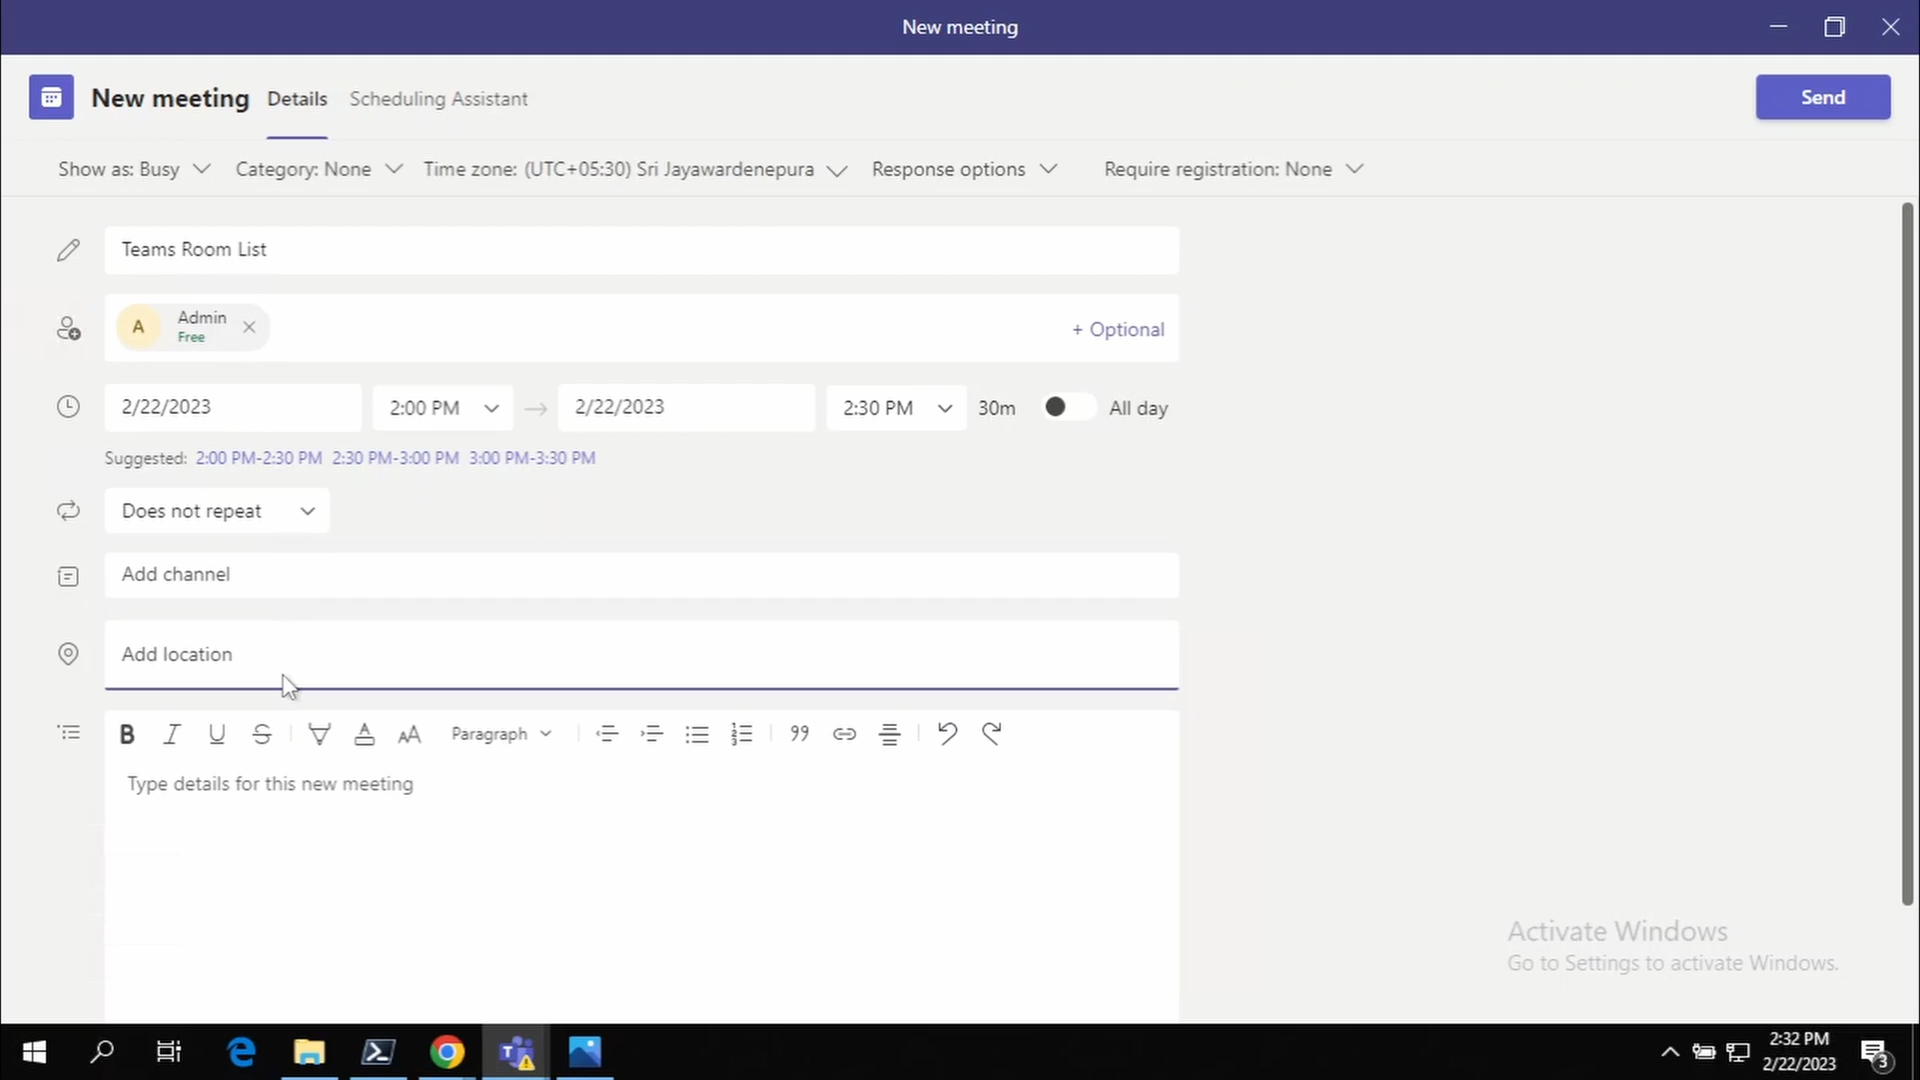 New meeting
New meeting Details Scheduling Assistant Send
Show as: Busy Category: None Time zone: (UTC+05:30) Sri Jayawardenepura Response options Require registration: None
Teams Room List
A Admin
Free
+ Optional
2/22/2023 2:00 PM 2/22/2023 2:30 PM 30m All day
Suggested: 2:00 PM-2:30 PM 2:30 PM-3:00 PM 3:00 PM-3:30 PM
Does not repeat
Add channel
Add location
B I U S A AA Paragraph
Type details for this new meeting
Activate Windows
Go to Settings to activate Windows.
2:32 PM
2/22/2023
3